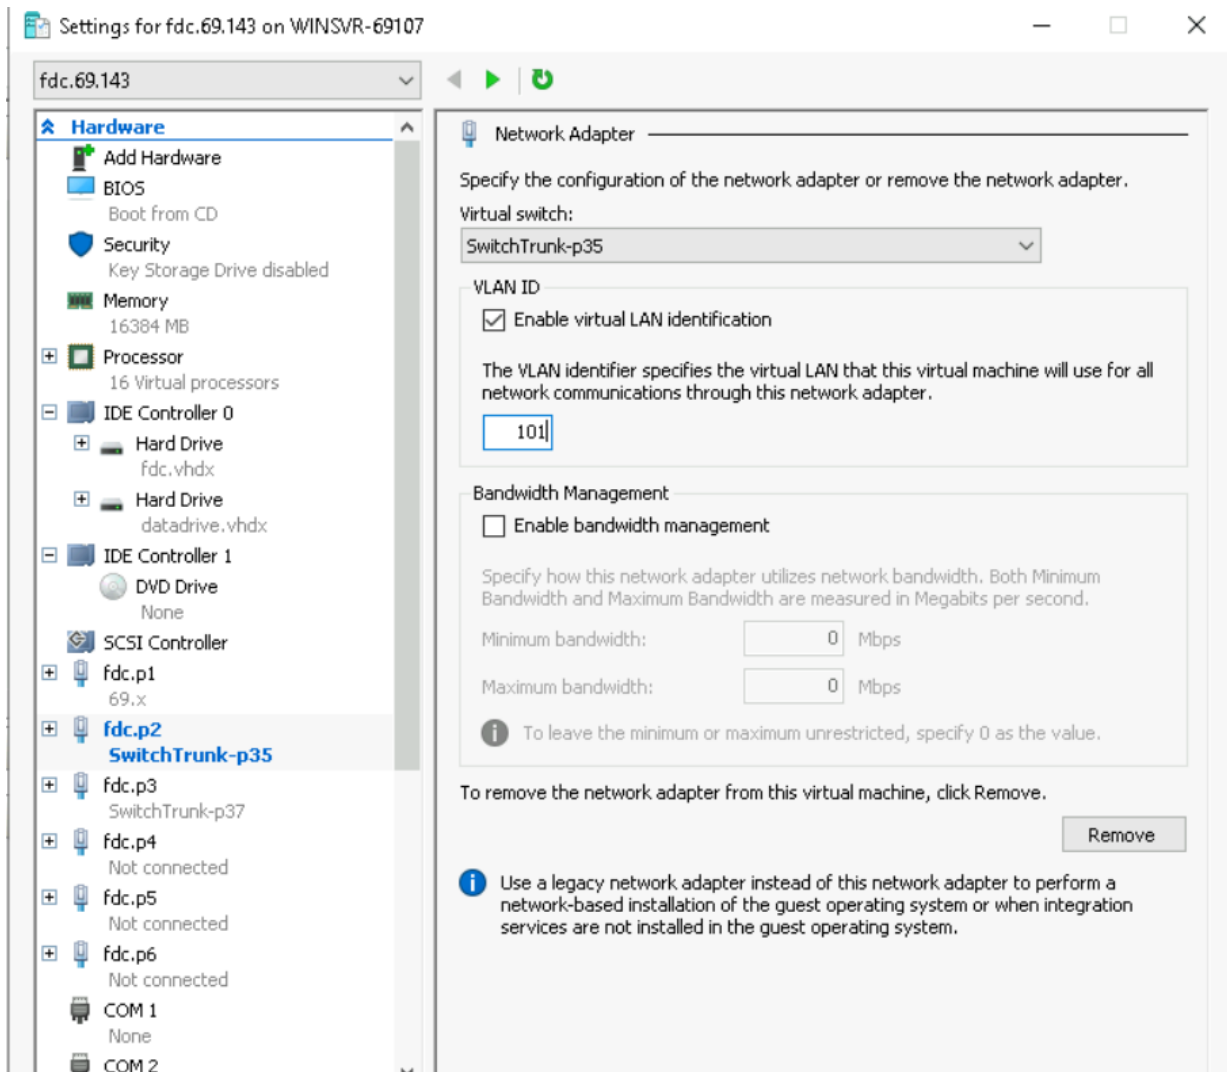 Settings for fdc.69.143 on WINSVR-69107
fdc.69.143
Hardware
Add Hardware
BIOS
Boot from CD
Security
Key Storage Drive disabled
Memory
16384 MB
Processor
16 Virtual processors
IDE Controller 0
Hard Drive
fdc.vhdx
Hard Drive
datadrive.vhdx
IDE Controller 1
DVD Drive
None
SCSI Controller
fdc.p1
69.x
fdc.p2
SwitchTrunk-p35
fdc.p3
SwitchTrunk-p37
fdc.p4
Not connected
fdc.p5
Not connected
fdc.p6
Not connected
COM 1
None
COM 2
Network Adapter
Specify the configuration of the network adapter or remove the network adapter.
Virtual switch:
SwitchTrunk-p35
VLAN ID
Enable virtual LAN identification
The VLAN identifier specifies the virtual LAN that this virtual machine will use for all
network communications through this network adapter.
101
Bandwidth Management
Enable bandwidth management
Specify how this network adapter utilizes network bandwidth. Both Minimum
Bandwidth and Maximum Bandwidth are measured in Megabits per second.
Minimum bandwidth: 0 Mbps
Maximum bandwidth: 0 Mbps
To leave the minimum or maximum unrestricted, specify 0 as the value.
To remove the network adapter from this virtual machine, click Remove.
Remove
Use a legacy network adapter instead of this network adapter to perform a
network-based installation of the guest operating system or when integration
services are not installed in the guest operating system.